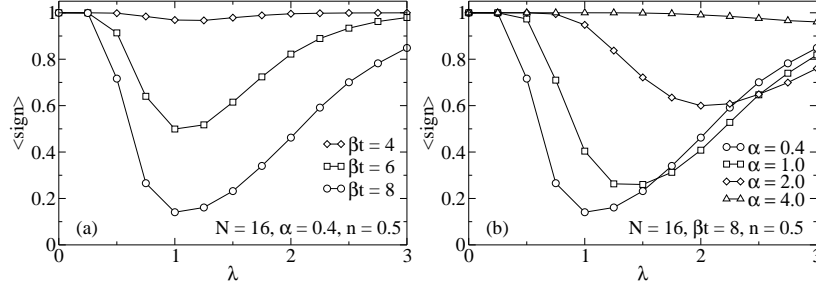 <sign>
1
0.8
0.6
0.4
0.2
0
0
1
2
3
λ
βt = 4
βt = 6
βt = 8
(a)
N = 16, α = 0.4, n = 0.5
<sign>
1
0.8
0.6
0.4
0.2
0
0
1
2
3
λ
α = 0.4
α = 1.0
α = 2.0
α = 4.0
(b)
N = 16, βt = 8, n = 0.5